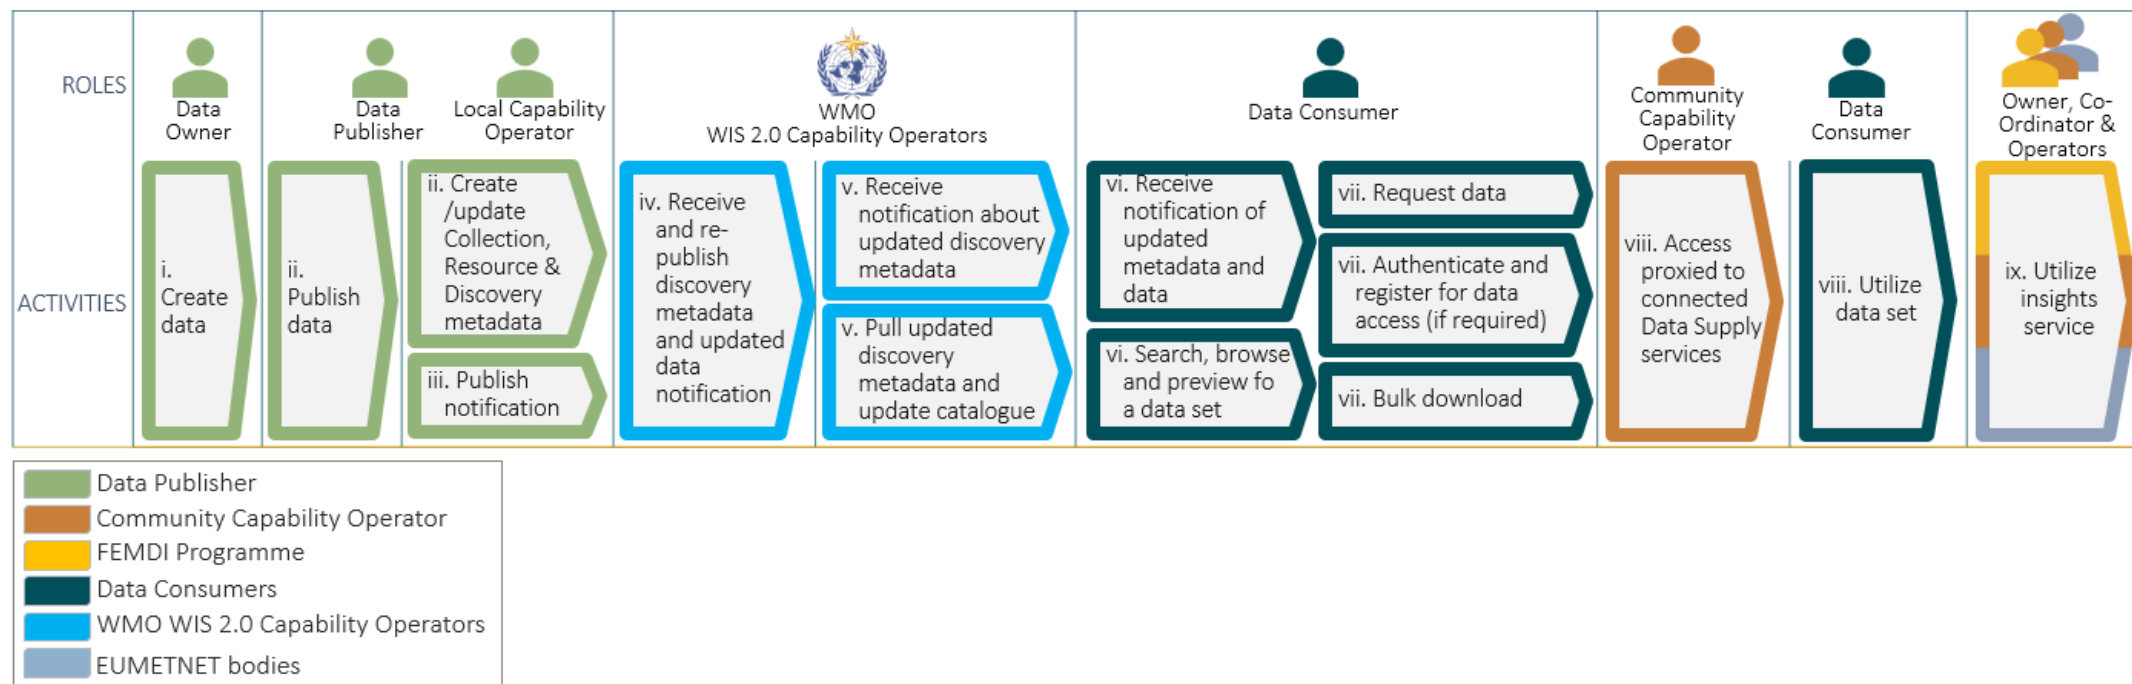 ROLES
Data
Owner
Data
Publisher
Local Capability
Operator
WMO
WIS 2.0 Capability Operators
Data Consumer
Community
Capability
Operator
Data
Consumer
Owner, Co-
Ordinator &
Operators
ACTIVITIES
i.
Create
data
ii.
Publish
data
ii. Create
/update
Collection,
Resource &
Discovery
metadata
iii. Publish
notification
iv. Receive
and re-
publish
discovery
metadata
and updated
data
notification
v. Receive
notification about
updated discovery
metadata
v. Pull updated
discovery
metadata and
update catalogue
vi. Receive
notification of
updated
metadata and
data
vi. Search, browse
and preview fo
a data set
vii. Request data
vii. Authenticate and
register for data
access (if required)
vii. Bulk download
viii. Access
proxied to
connected
Data Supply
services
viii. Utilize
data set
ix. Utilize
insights
service
Data Publisher
Community Capability Operator
FEMDI Programme
Data Consumers
WMO WIS 2.0 Capability Operators
EUMETNET bodies